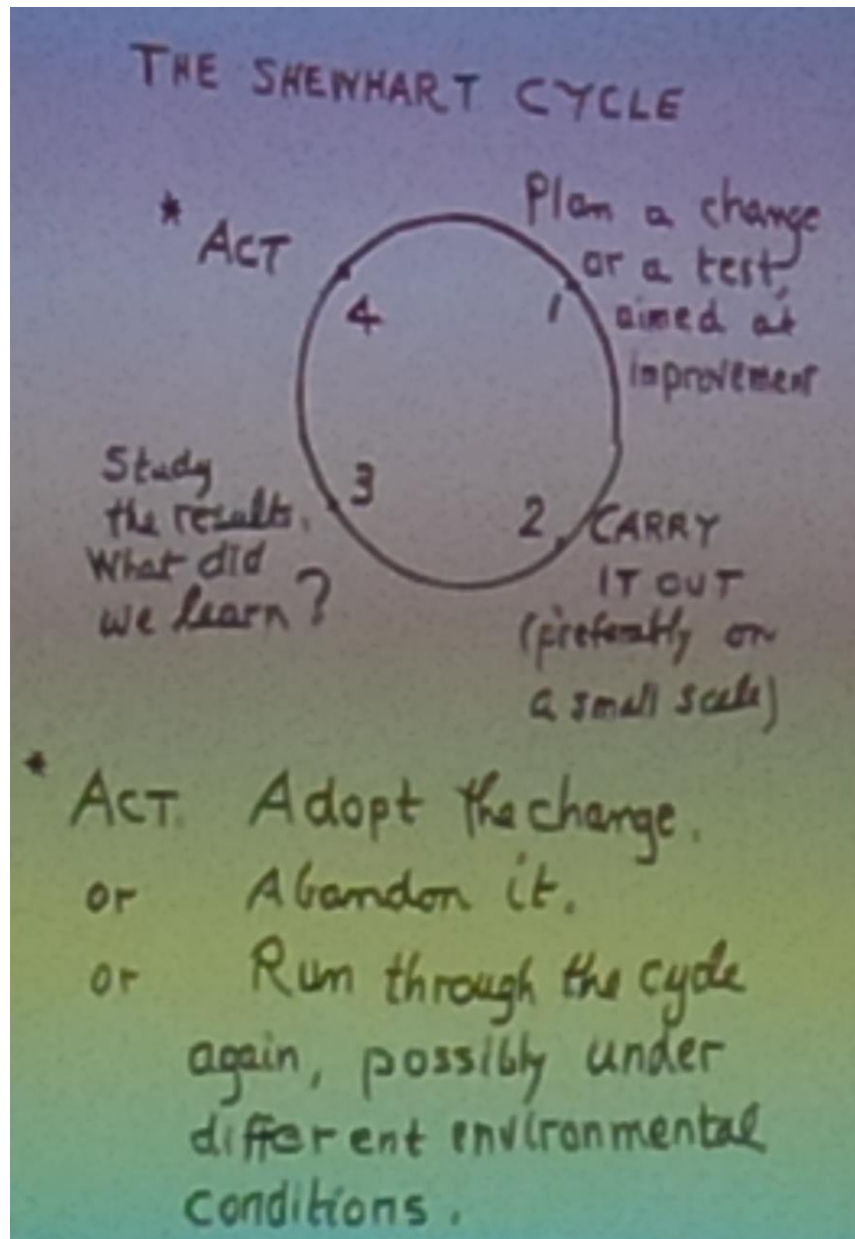 THE SHEWHART CYCLE
* ACT
4
Plan a change
or a test,
aimed at
improvement
1
2
CARRY
IT OUT
(preferably on
a small scale)
3
Study
the results.
What did
we learn?
* ACT. Adopt the change.
or Abandon it.
or Run through the cycle
again, possibly under
different environmental
conditions.